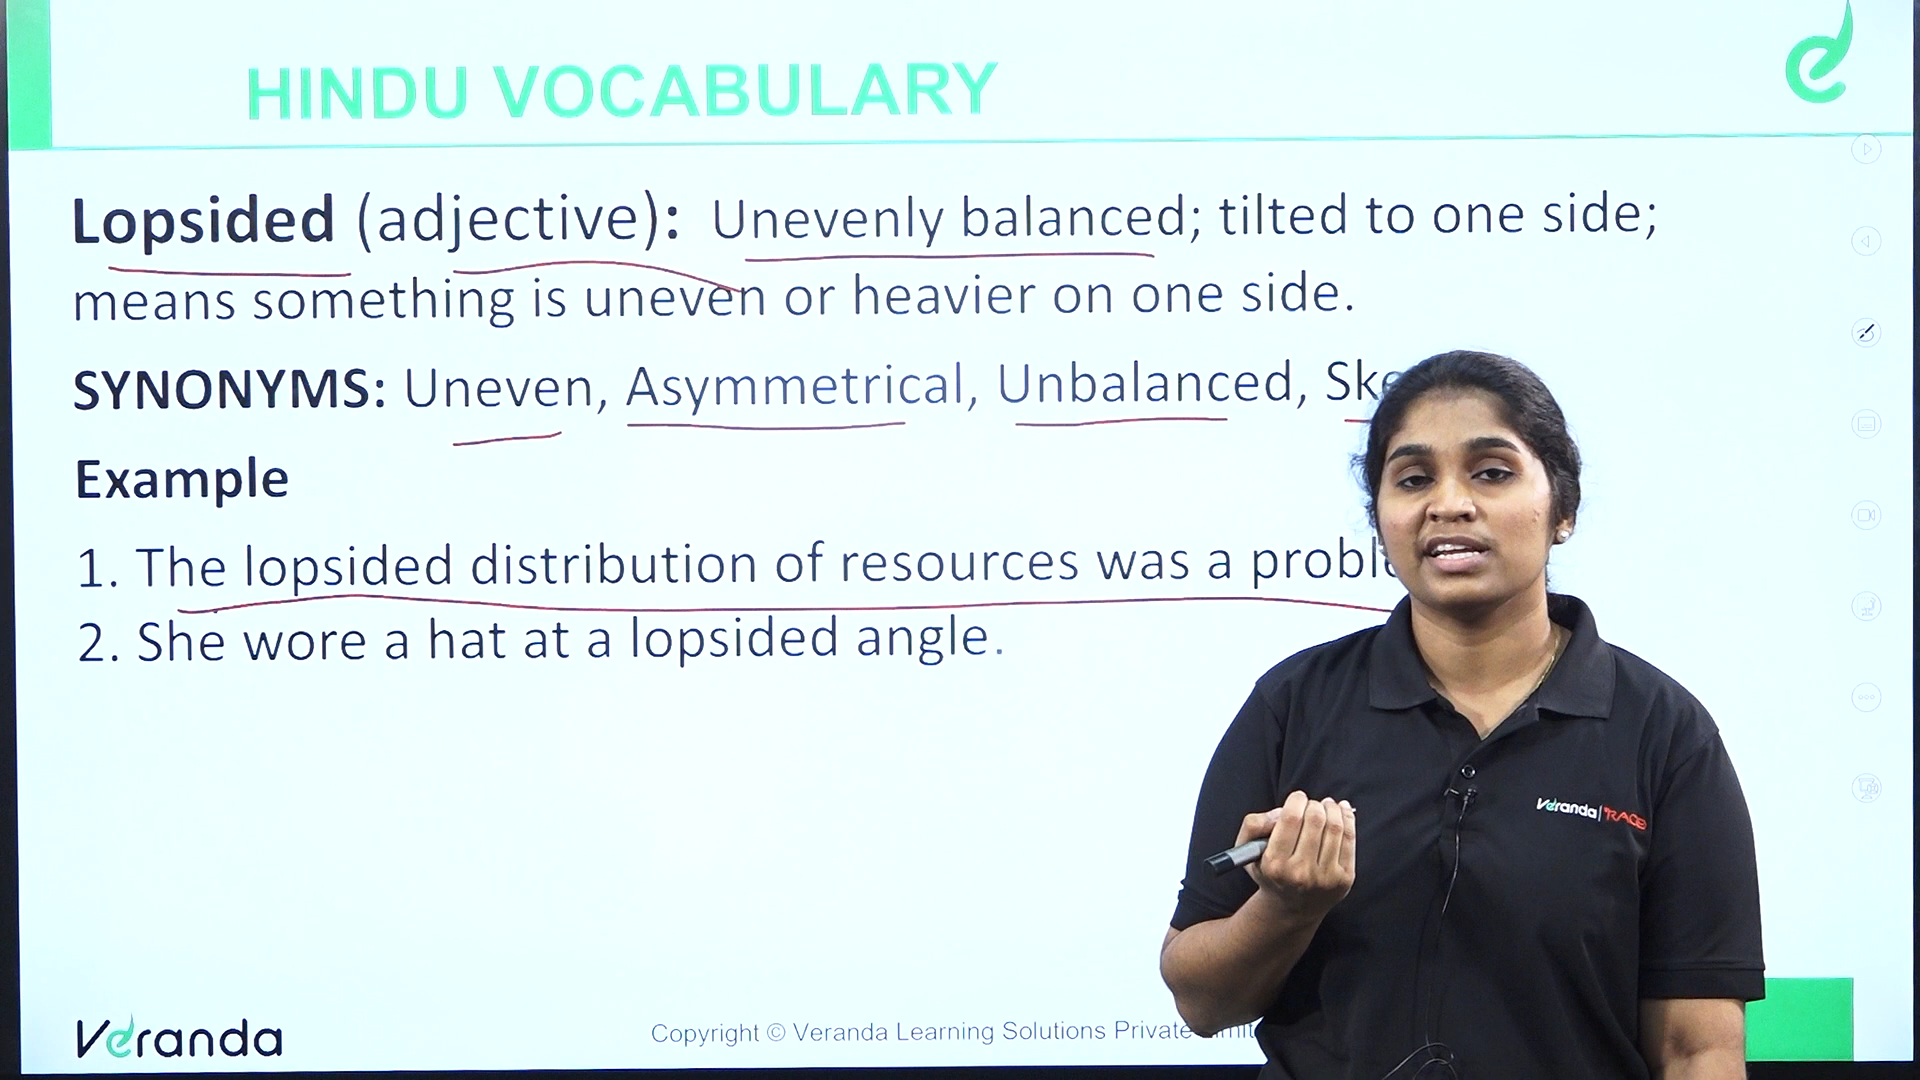 HINDU VOCABULARY
Lopsided (adjective): Unevenly balanced; tilted to one side;
means something is uneven or heavier on one side.
SYNONYMS: Uneven, Asymmetrical, Unbalanced,
Example
1. The lopsided distribution of resources was a
2. She wore a hat at a lopsided angle.
Veranda | RACE
Veranda
Copyright © Veranda Learning Solutions Private